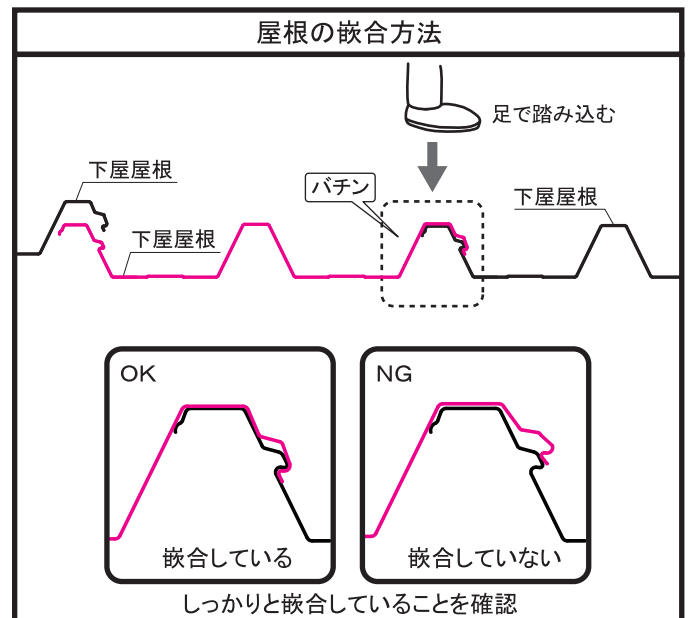 屋根の嵌合方法
足で踏み込む
下屋屋根
バチン
下屋屋根
下屋屋根
OK
NG
嵌合している
嵌合していない
しっかりと嵌合していることを確認